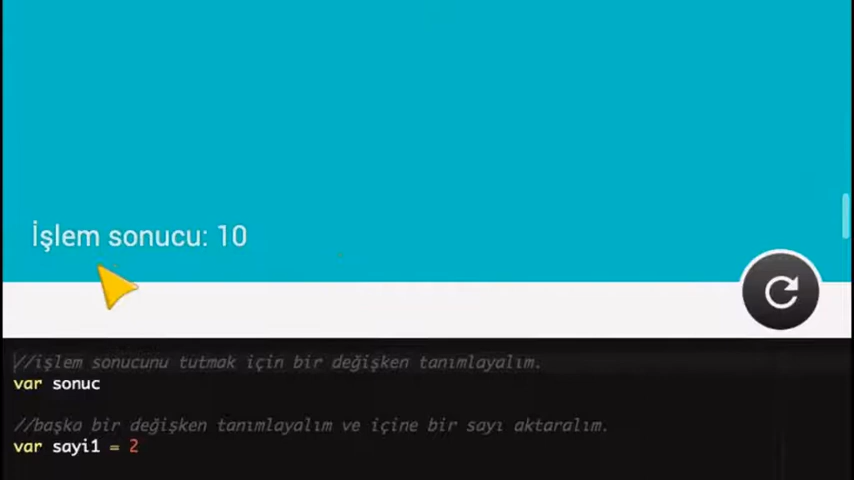 İşlem sonucu: 10
//işlem sonucunu tutmak için bir değişken tanımlayalım.
var sonuc
//başka bir değişken tanımlayalım ve içine bir sayı aktaralım.
var sayi1 = 2